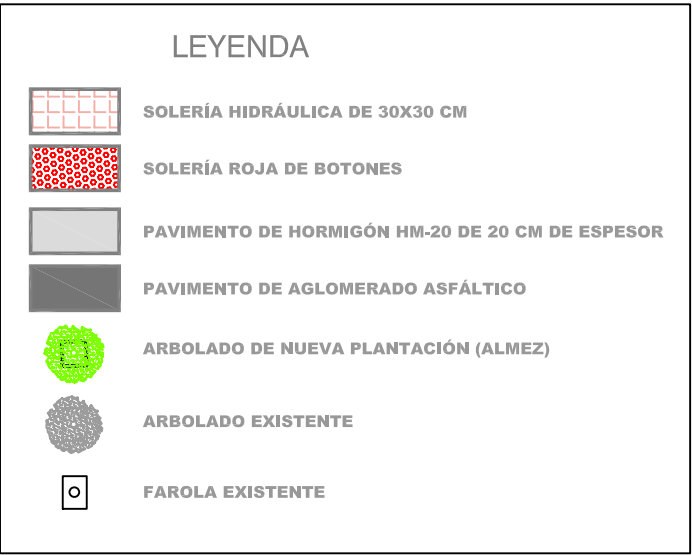 LEYENDA
SOLERÍA HIDRÁULICA DE 30X30 CM
SOLERÍA ROJA DE BOTONES
PAVIMENTO DE HORMIGÓN HM-20 DE 20 CM DE ESPESOR
PAVIMENTO DE AGLOMERADO ASFÁLTICO
ARBOLADO DE NUEVA PLANTACIÓN (ALMEZ)
ARBOLADO EXISTENTE
FAROLA EXISTENTE